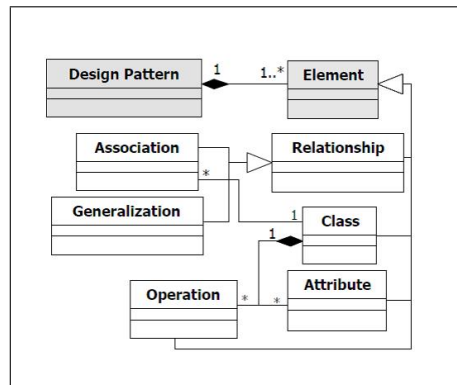 Design Pattern 1 1..* Element
Association Relationship
*
Generalization 1 Class
1
Operation * * Attribute